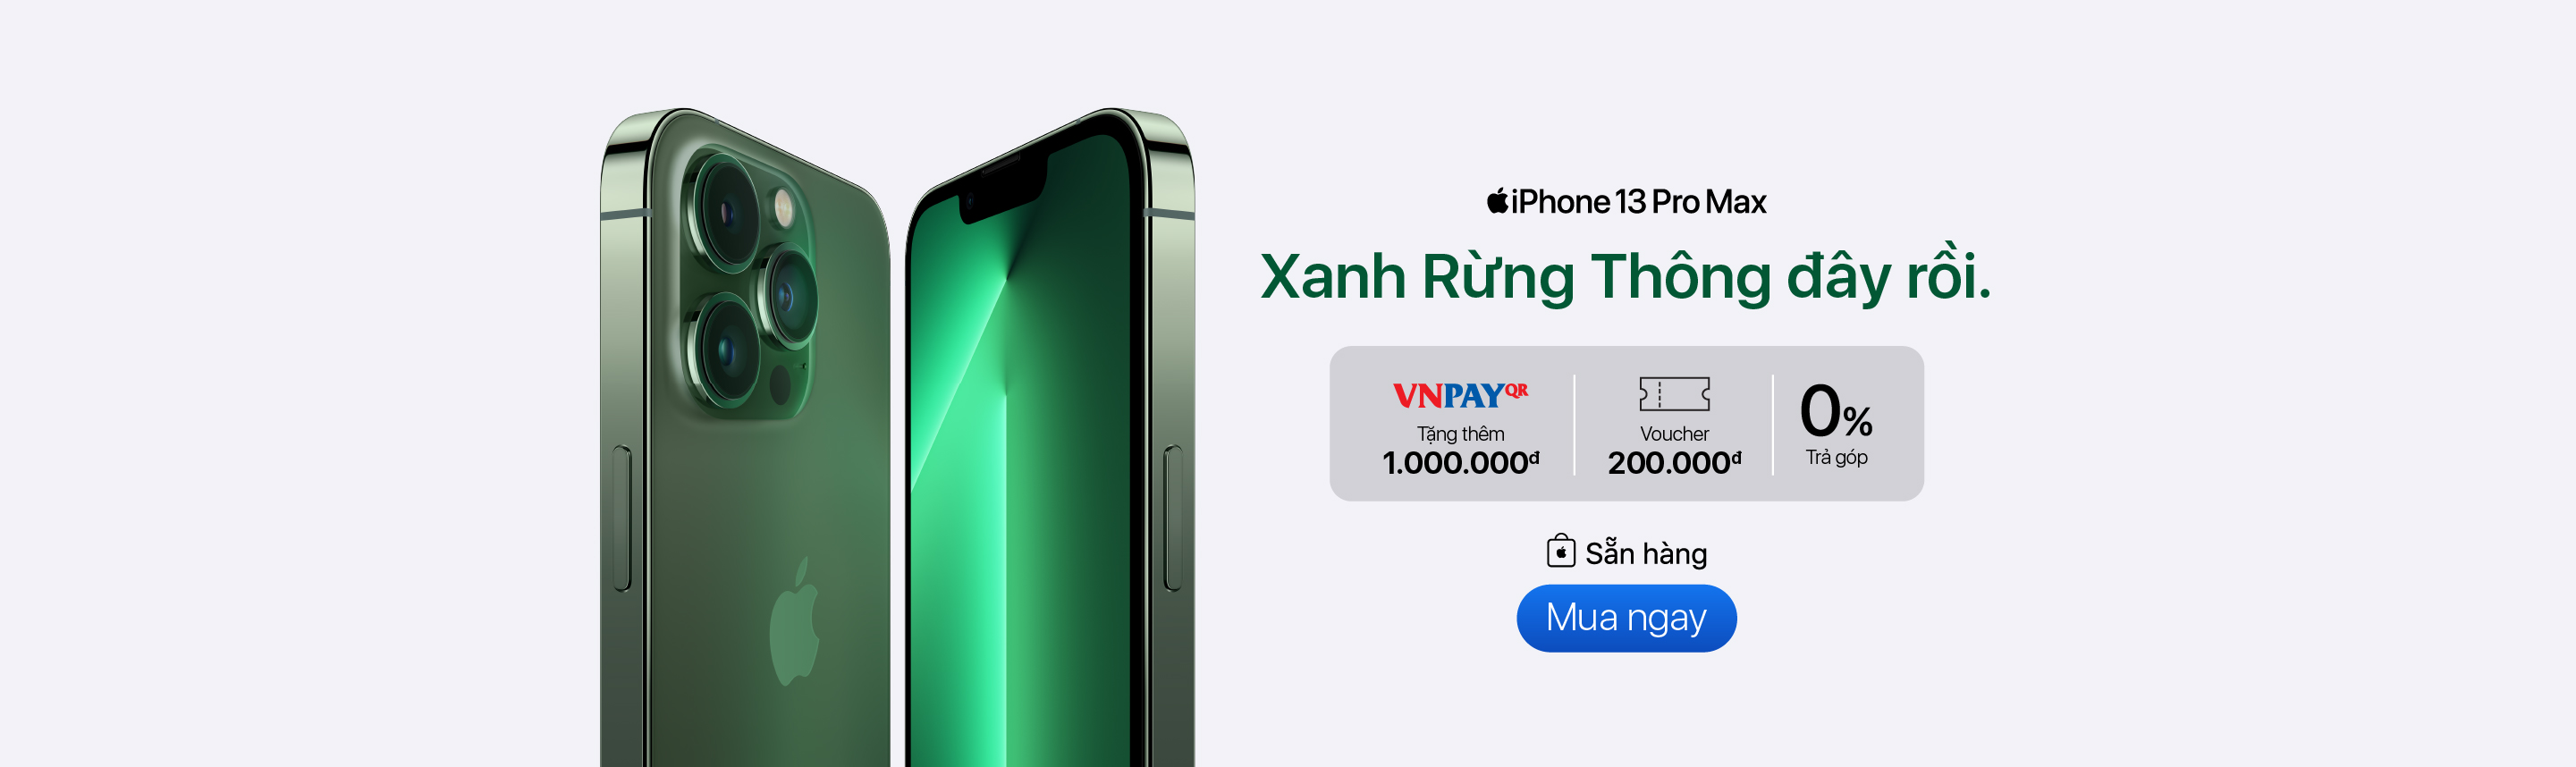 iPhone 13 Pro Max
Xanh Rừng Thông đây rồi.
VNPAYQR
Tặng thêm
1.000.000đ
Voucher
200.000đ
0%
Trả góp
Sẵn hàng
Mua ngay